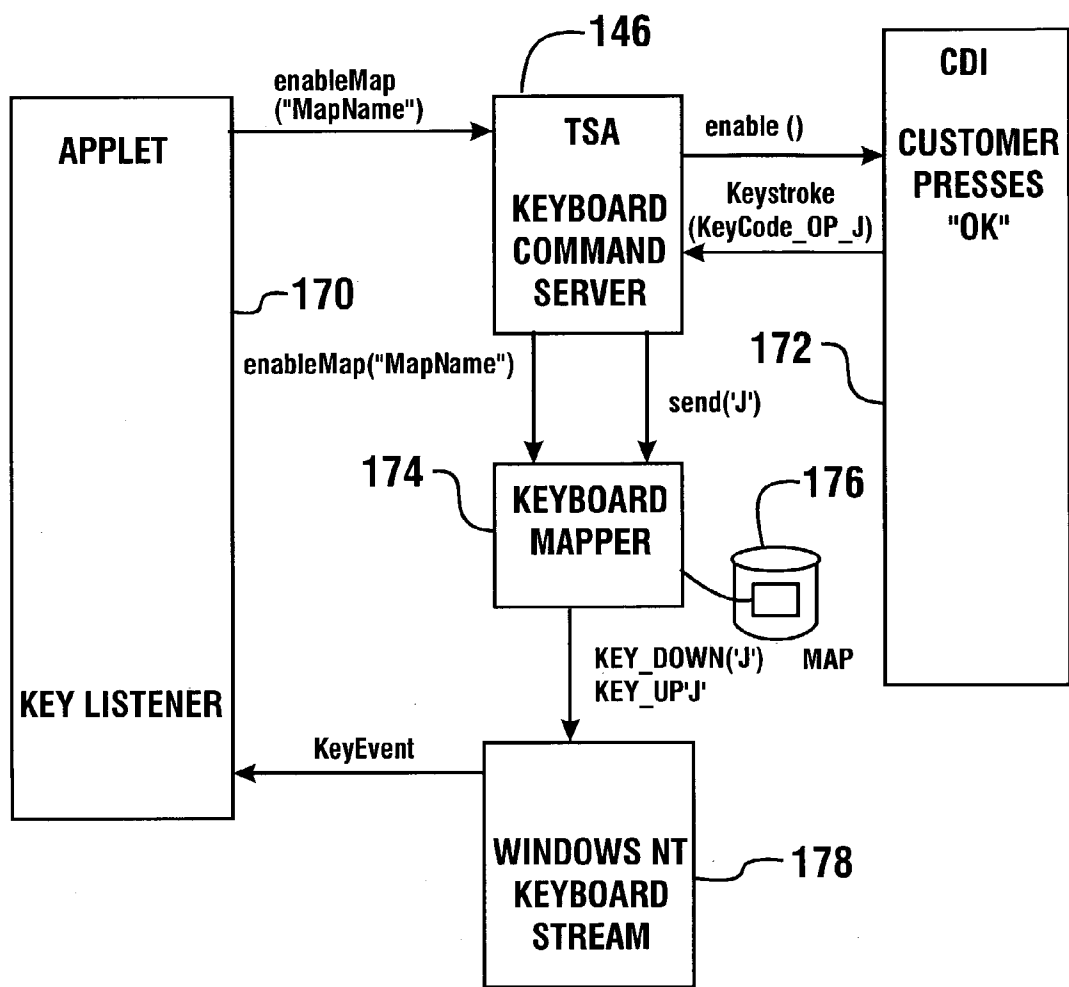 146
enableMap
("MapName")
APPLET
TSA
KEYBOARD
COMMAND
SERVER
enable ()
Keystroke
(KeyCode_OP_J)
CDI
CUSTOMER
PRESSES
"OK"
170
172
enableMap("MapName")
send('J')
174
KEYBOARD
MAPPER
176
MAP
KEY_DOWN('J')
KEY_UP'J'
KEY LISTENER
KeyEvent
WINDOWS NT
KEYBOARD
STREAM
178